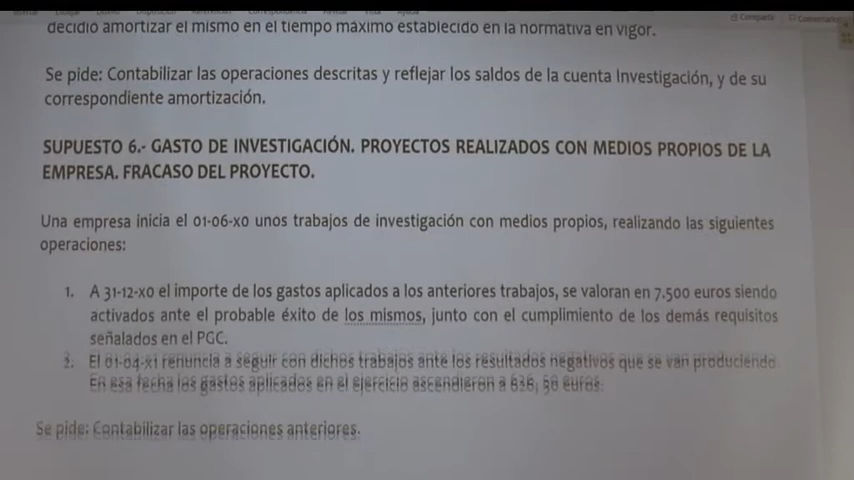 decidió amortizar el mismo en el tiempo máximo establecido en la normativa en vigor.
Se pide: Contabilizar las operaciones descritas y reflejar los saldos de la cuenta Investigación, y de su
correspondiente amortización.
SUPUESTO 6.- GASTO DE INVESTIGACIÓN. PROYECTOS REALIZADOS CON MEDIOS PROPIOS DE LA
EMPRESA. FRACASO DEL PROYECTO.
Una empresa inicia el 01-06-x0 unos trabajos de investigación con medios propios, realizando las siguientes
operaciones:
1. A 31-12-x0 el importe de los gastos aplicados a los anteriores trabajos, se valoran en 7.500 euros siendo
activados ante el probable éxito de los mismos, junto con el cumplimiento de los demás requisitos
señalados en el PGC.
2. El 01-04-x1 renuncia a seguir con dichos trabajos ante los resultados negativos que se van produciendo.
En esa fecha los gastos aplicados en el ejercicio ascendieron a 636, 50 euros.
Se pide: Contabilizar las operaciones anteriores.